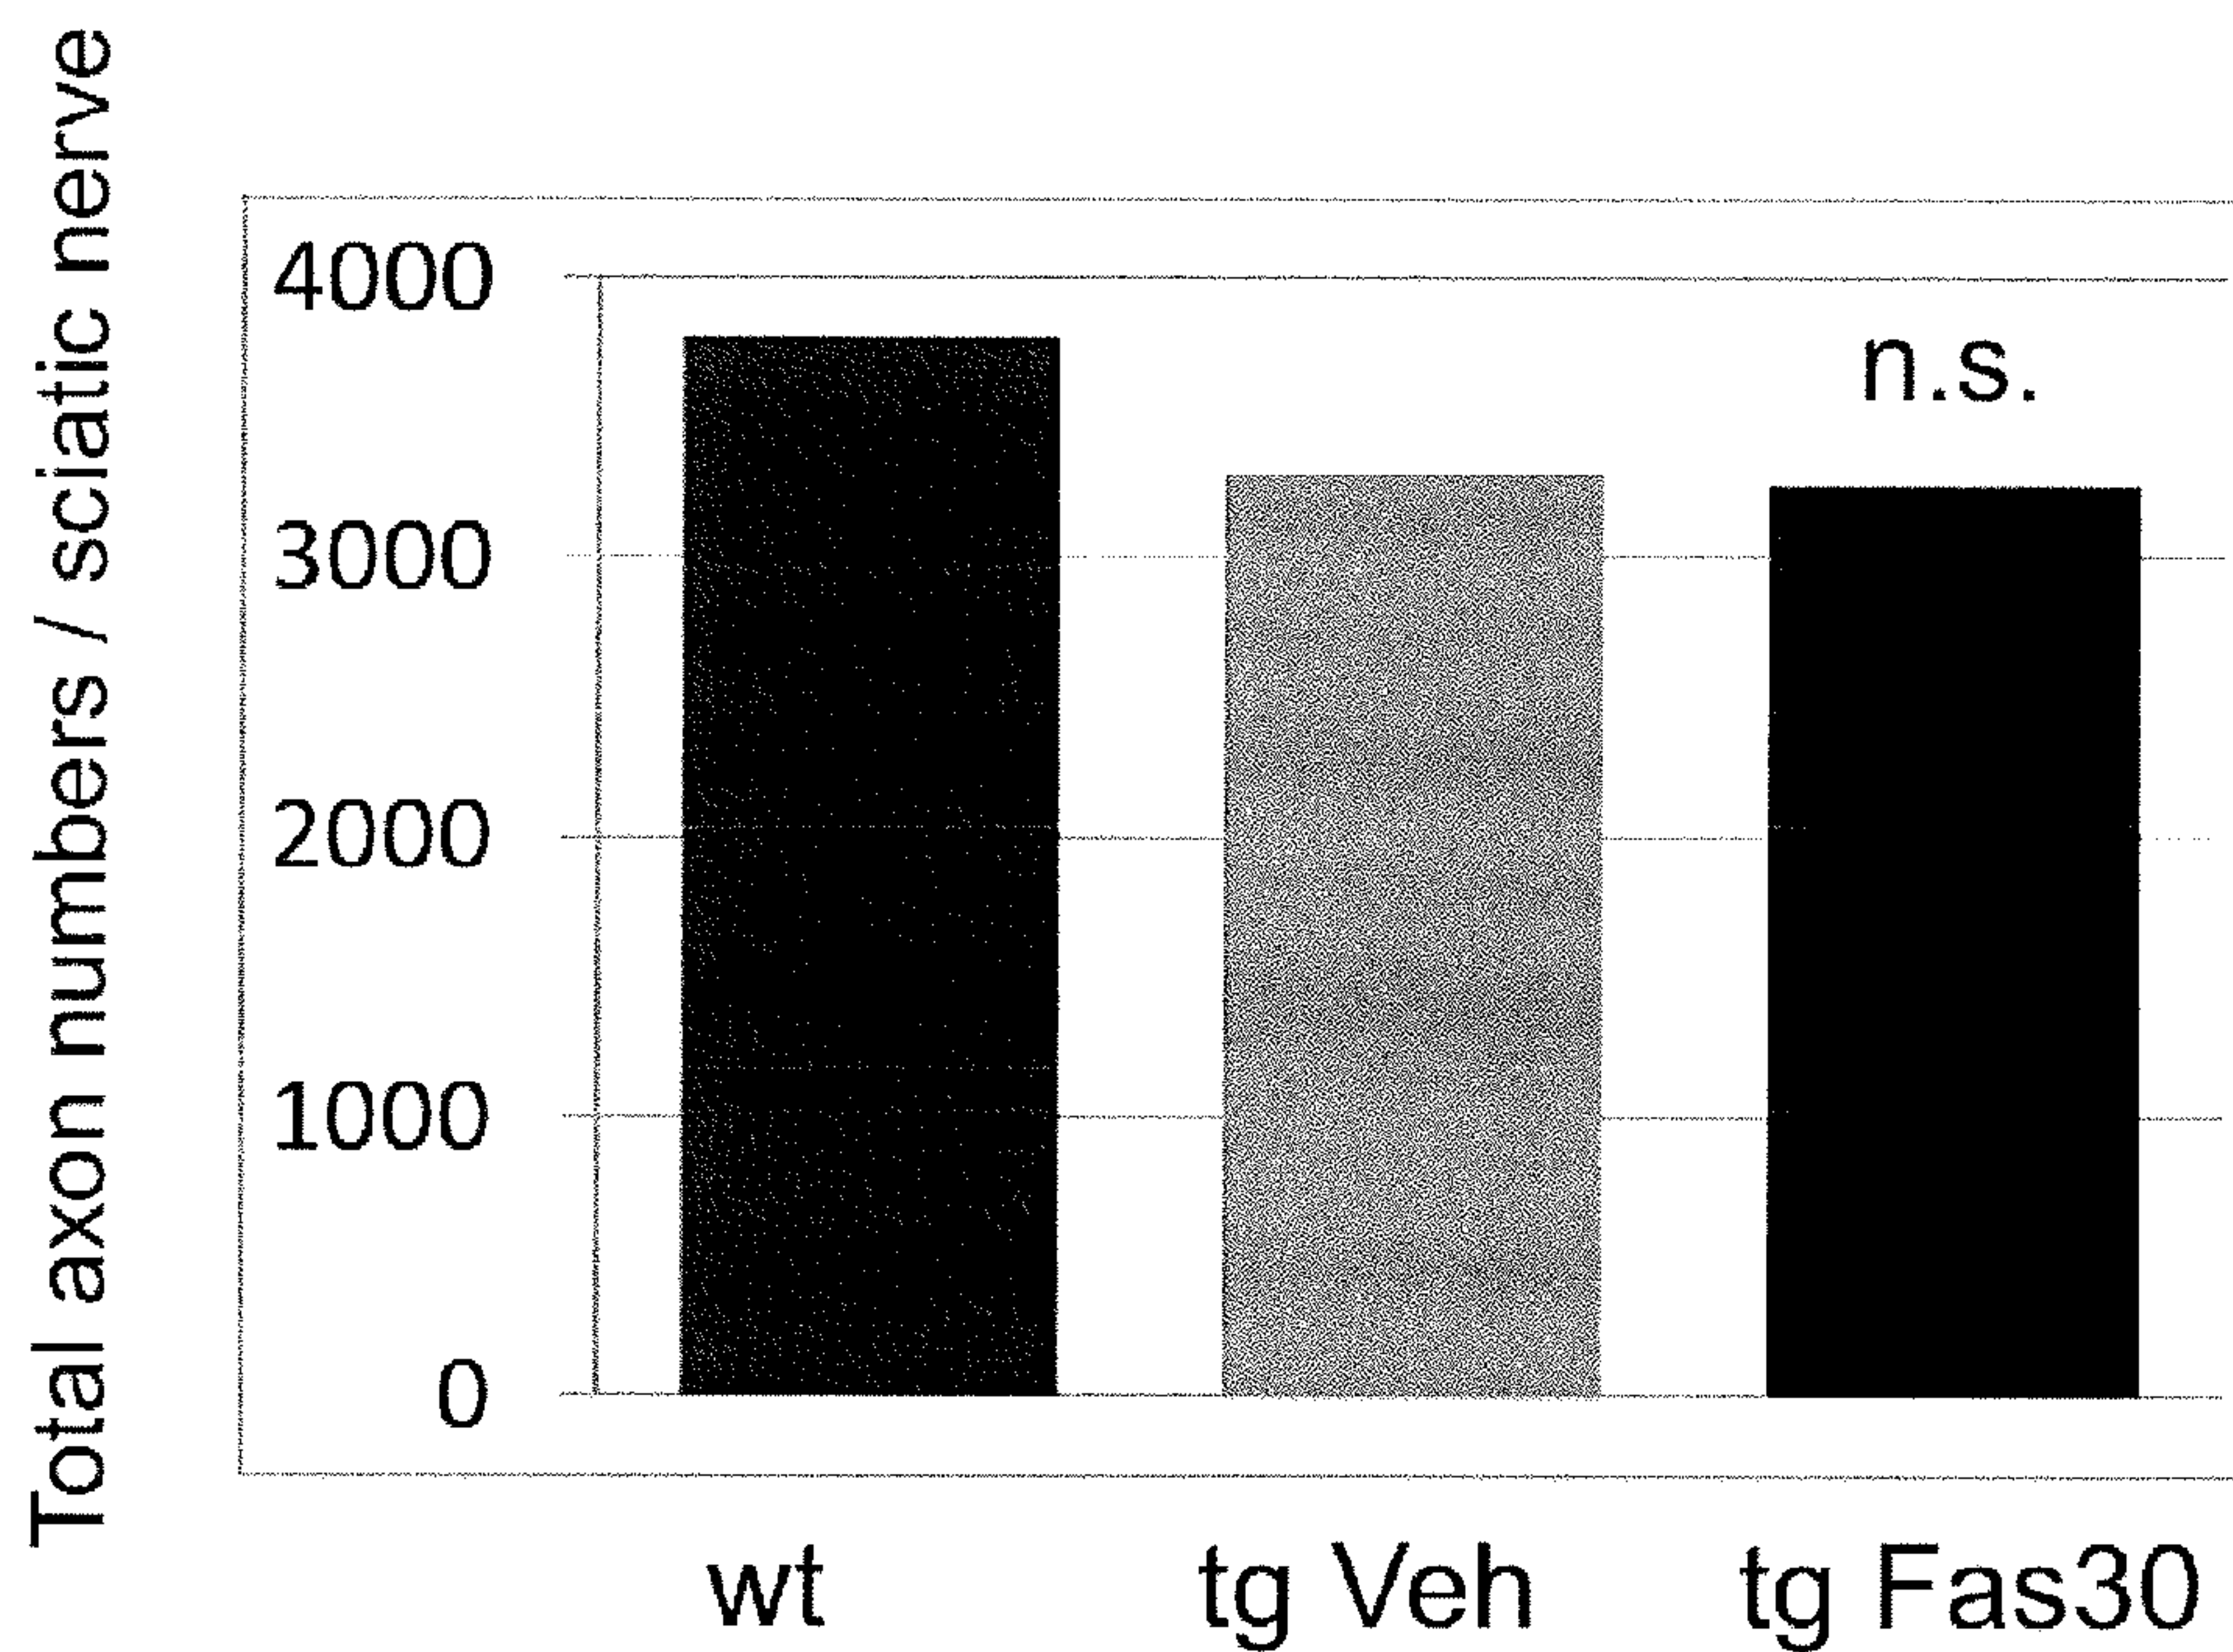 Total axon numbers / sciatic nerve
4000
n.s.
3000
2000
1000
0
wt
tg Veh
tg Fas30